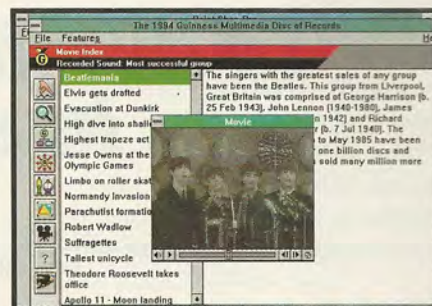 The 1994 Guinness Multimedia Disc of Records
File Features
Movie Index
Recorded Sound: Most successful group
Beatlemania
Elvis gets drafted
Evacuation at Dunkirk
High dive into shallo
Highest trapeze act
Jesse Owens at the
Olympic Games
Limbo on roller skat
Normandy Invasion
Parachutist formatio
Robert Wadlow
Suffragettes
Tallest unicycle
Theodore Roosevelt takes
office
Apollo 11 - Moon landing
The singers with the greatest sales of any group
have been the Beatles. This group from Liverpool,
Great Britain was comprised of George Harrison (b.
25 Feb 1943), John Lennon (1940-1980), James
n 1942) and Richard
r (b. 7 Jul 1940). The
to May 1985 have been
one billion discs and
sold many million more
Movie